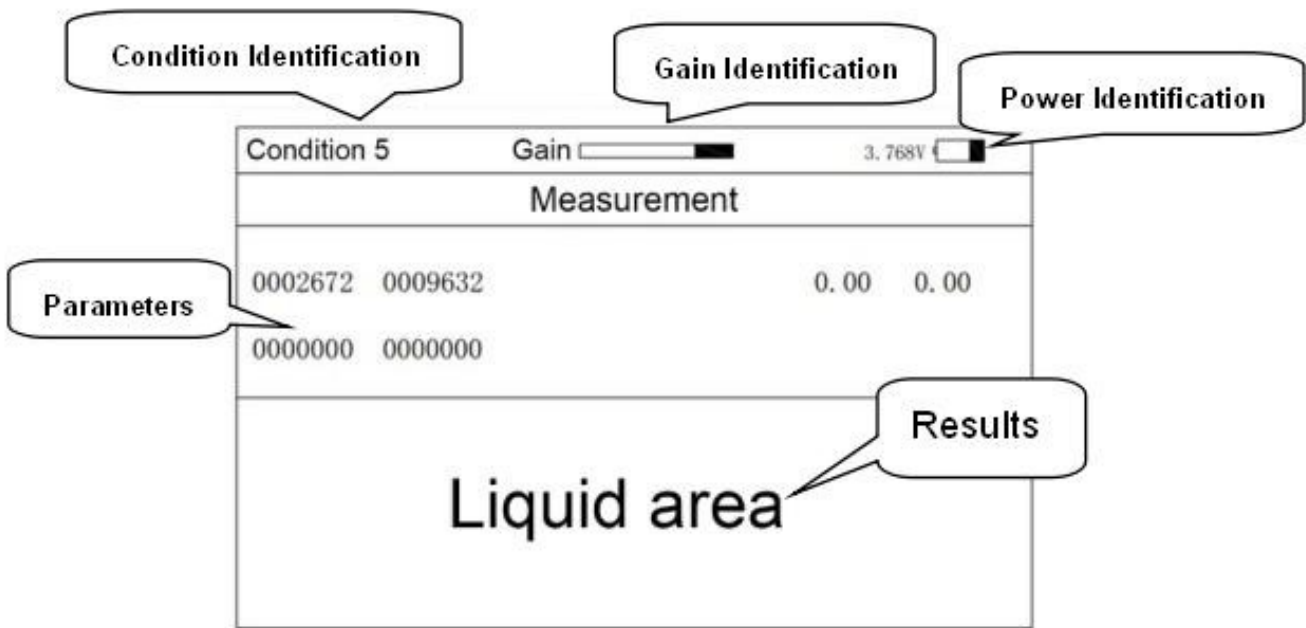 Condition Identification
Gain Identification
Power Identification
Condition 5 Gain 3.768V
Measurement
0002672 0009632 0.00 0.00
Parameters
0000000 0000000
Results
Liquid area